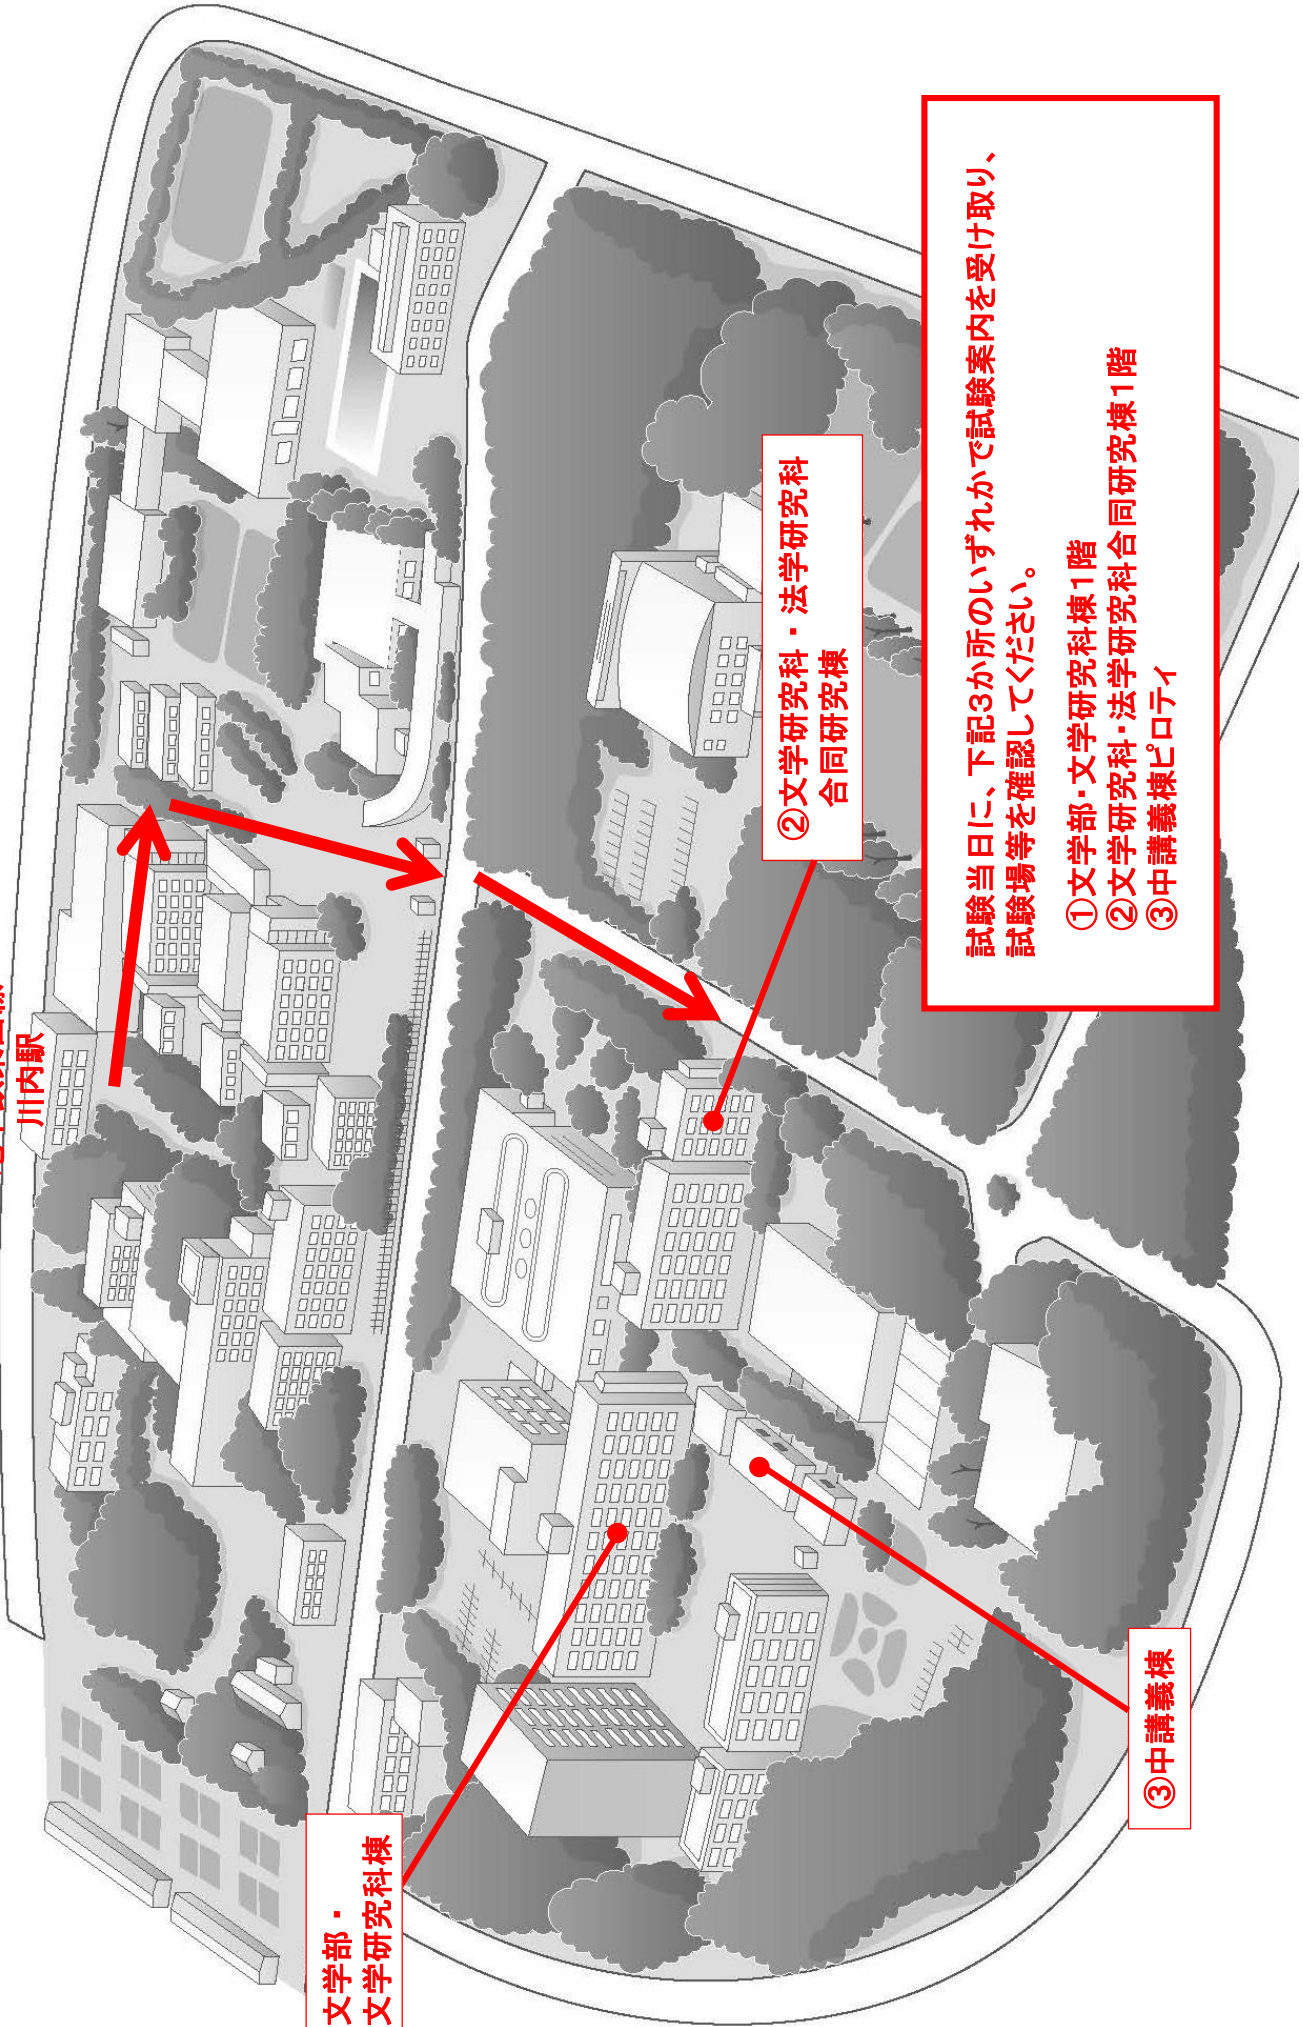 川内駅
②文学研究科・法学研究科
合同研究棟
試験当日に、下記3か所のいずれかで試験案内を受け取り、
試験場等を確認してください。
①文学部・文学研究科棟1階
②文学研究科・法学研究科合同研究棟1階
③中講義棟ピロティ
文学部・
文学研究科棟
③中講義棟